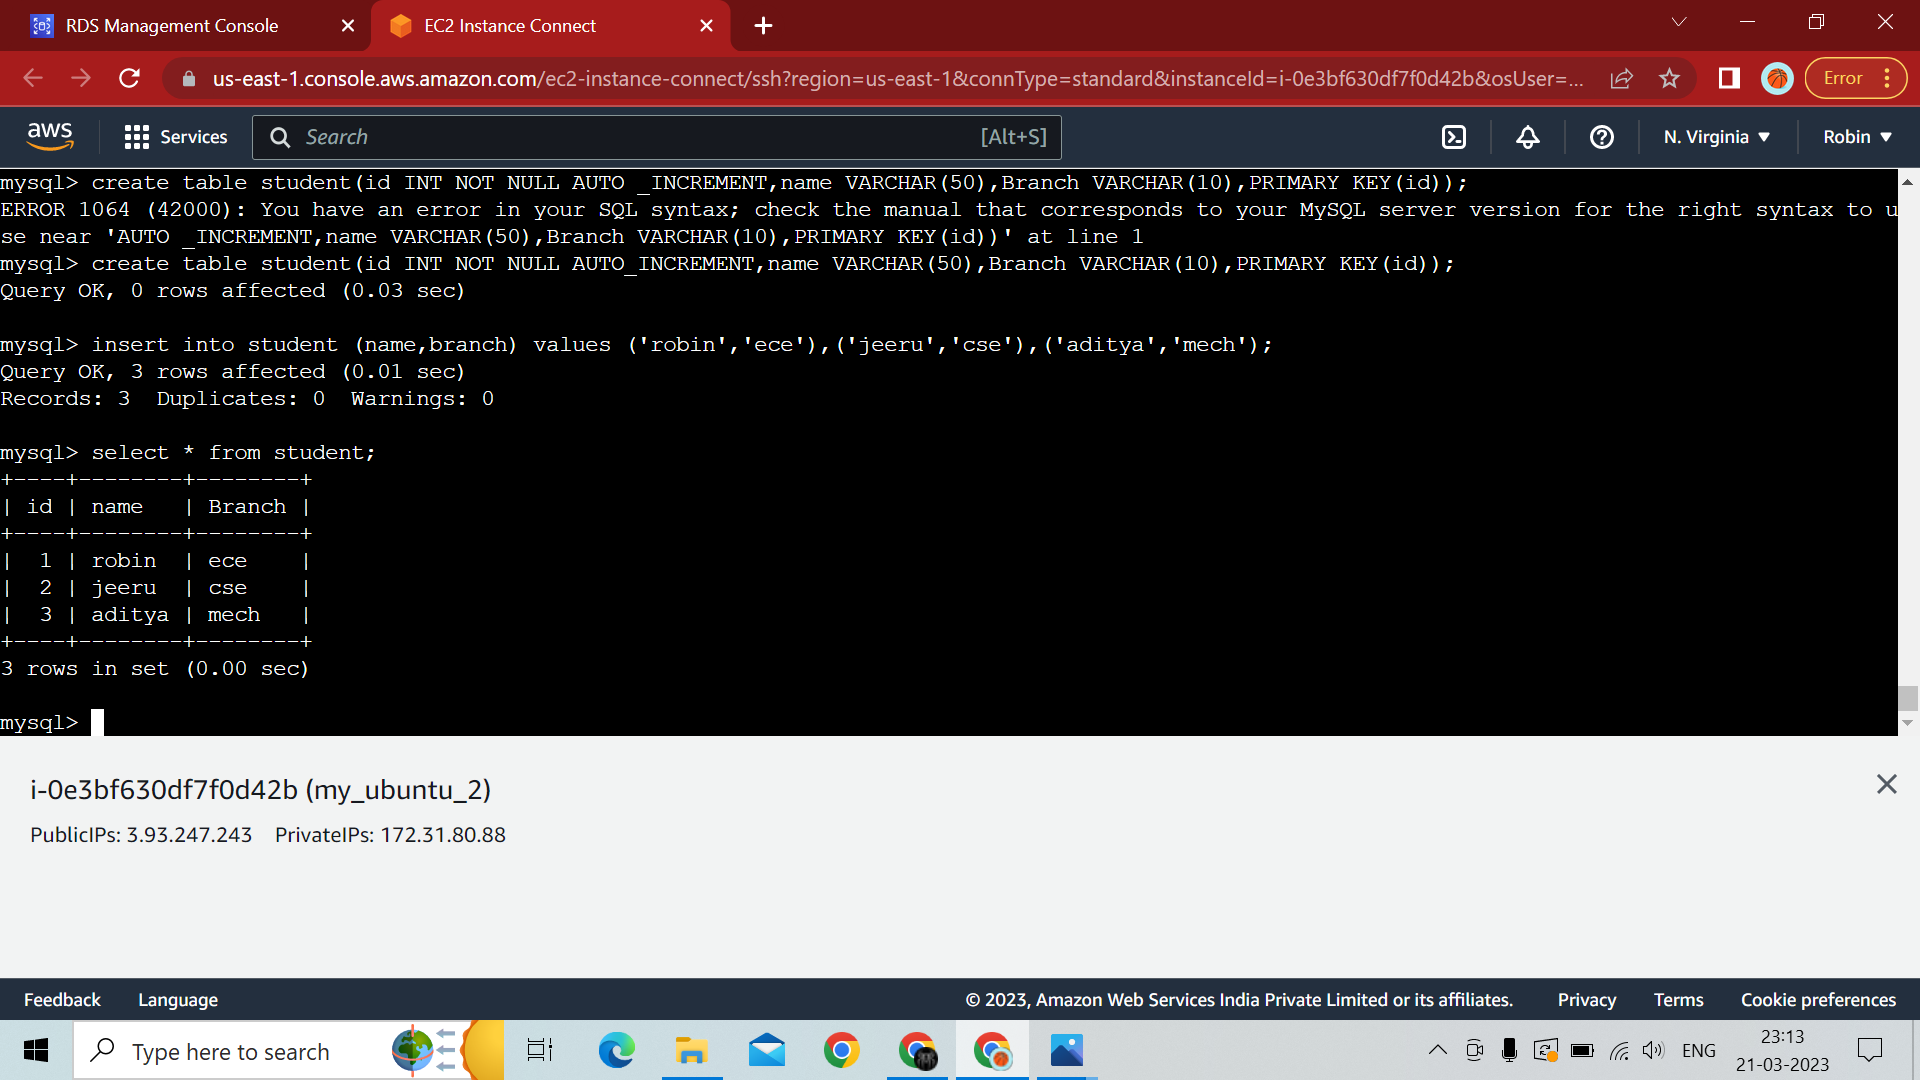 RDS Management Console
EC2 Instance Connect
us-east-1.console.aws.amazon.com/ec2-instance-connect/ssh?region=us-east-1&connType=standard&instanceId=i-0e3bf630df7f0d42b&osUser=...
Error
aws
Services
Search [Alt+S]
N. Virginia
Robin
mysql> create table student(id INT NOT NULL AUTO _INCREMENT,name VARCHAR(50),Branch VARCHAR(10),PRIMARY KEY(id));
ERROR 1064 (42000): You have an error in your SQL syntax; check the manual that corresponds to your MySQL server version for the right syntax to u
se near 'AUTO _INCREMENT,name VARCHAR(50),Branch VARCHAR(10),PRIMARY KEY(id))' at line 1
mysql> create table student(id INT NOT NULL AUTO_INCREMENT,name VARCHAR(50),Branch VARCHAR(10),PRIMARY KEY(id));
Query OK, 0 rows affected (0.03 sec)
mysql> insert into student (name,branch) values ('robin','ece'),('jeeru','cse'),('aditya','mech');
Query OK, 3 rows affected (0.01 sec)
Records: 3  Duplicates: 0  Warnings: 0
mysql> select * from student;
+----+--------+--------+
| id | name   | Branch |
+----+--------+--------+
|  1 | robin  | ece    |
|  2 | jeeru  | cse    |
|  3 | aditya | mech   |
+----+--------+--------+
3 rows in set (0.00 sec)
mysql>
i-0e3bf630df7f0d42b (my_ubuntu_2)
PublicIPs: 3.93.247.243 PrivateIPs: 172.31.80.88
Feedback Language © 2023, Amazon Web Services India Private Limited or its affiliates. Privacy Terms Cookie preferences
Type here to search
ENG
23:13
21-03-2023